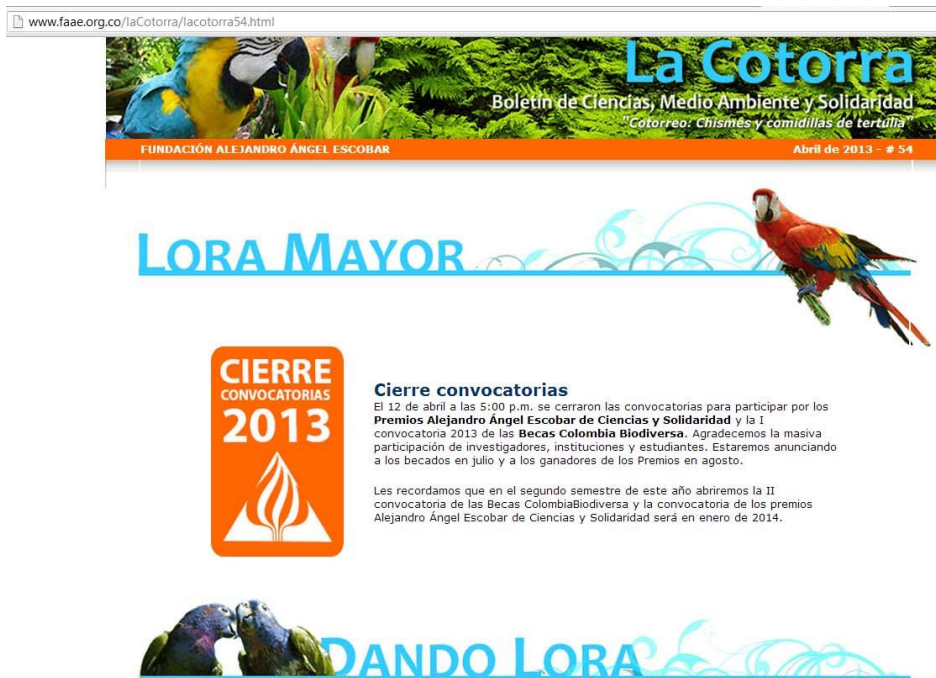 www.faae.org.co/laCotorra/lacotorra54.html
La Cotorra
Boletín de Ciencias, Medio Ambiente y Solidaridad
"Cotorreo: Chismes y comidillas de tertulia"
FUNDACIÓN ALEJANDRO ÁNGEL ESCOBAR
Abril de 2013 - # 54
LORA MAYOR
CIERRE
CONVOCATORIAS
2013
Cierre convocatorias
El 12 de abril a las 5:00 p.m. se cerraron las convocatorias para participar por los
Premios Alejandro Ángel Escobar de Ciencias y Solidaridad y la I
convocatoria 2013 de las Becas Colombia Biodiversa. Agradecemos la masiva
participación de investigadores, instituciones y estudiantes. Estaremos anunciando
a los becados en julio y a los ganadores de los Premios en agosto.
Les recordamos que en el segundo semestre de este año abriremos la II
convocatoria de las Becas ColombiaBiodiversa y la convocatoria de los premios
Alejandro Ángel Escobar de Ciencias y Solidaridad será en enero de 2014.
DANDO LORA